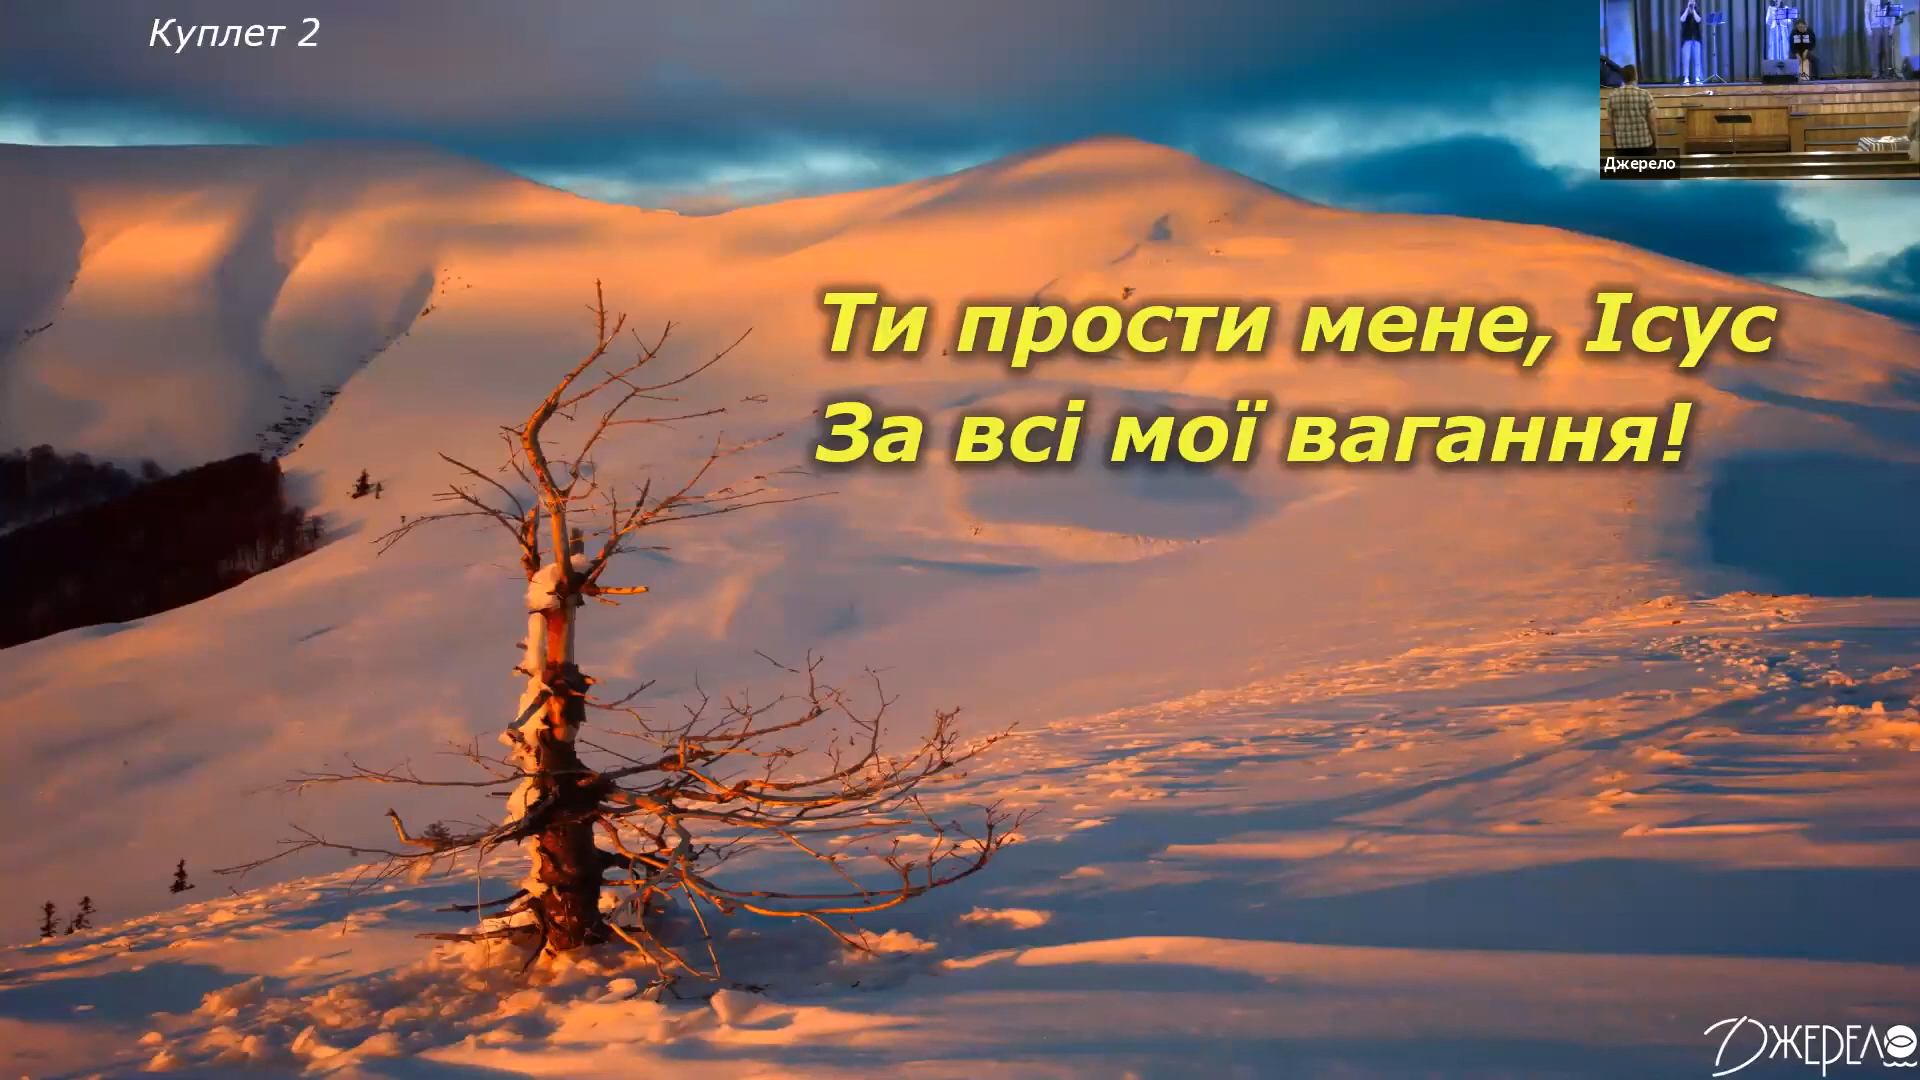 Куплет 2
Джерело
Ти прости мене, Ісус
За всі мої вагання!
ДЖЕРЕЛО